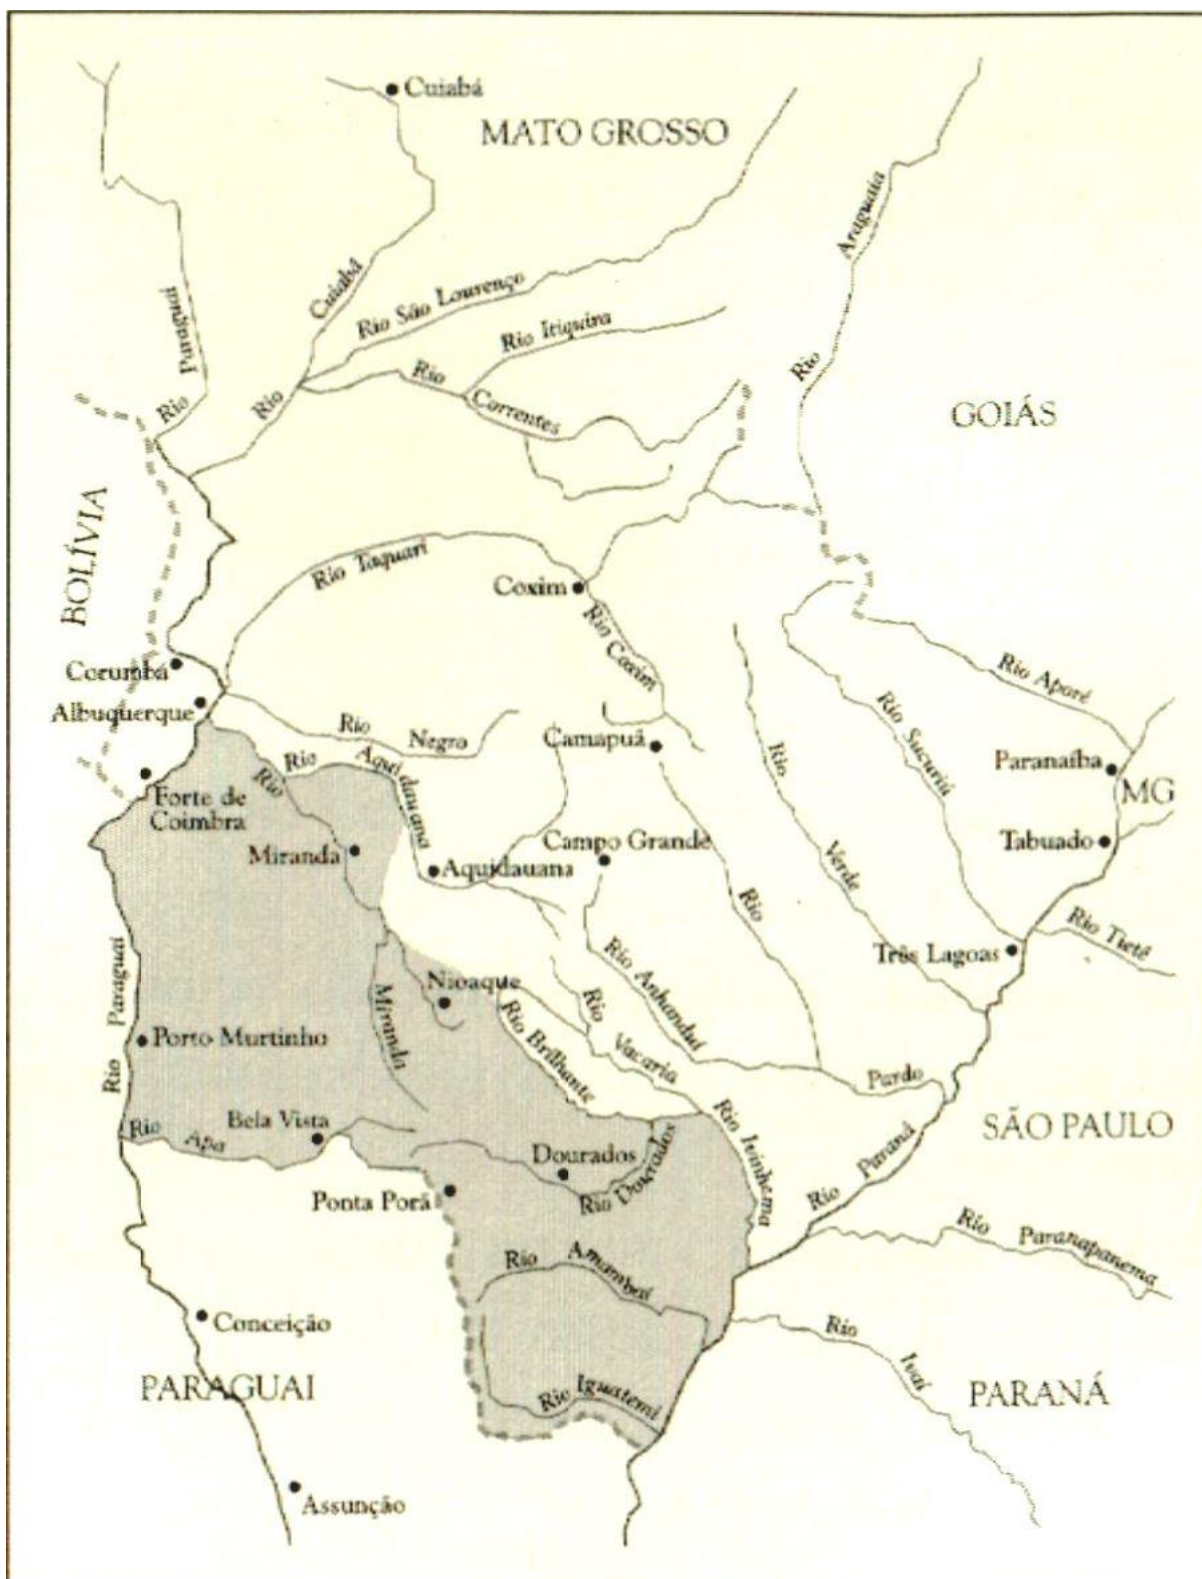 Cuiabá
MATO GROSSO
Rio Paraguai
Rio Cuiabá
Rio São Lourenço
Rio Itiquira
Rio Correntes
Rio Araguaia
GOIÁS
BOLÍVIA
Rio Taquari
Coxim
Rio Coxim
Corumbá
Albuquerque
Rio Negro
Rio Aquidauana
Rio
Camapuã
Rio Verde
Rio Sucuriú
Rio Aporé
Paranaíba
MG
Forte de
Coimbra
Miranda
Aquidauana
Campo Grande
Tabuado
Rio
Três Lagoas
Rio Tietê
Rio Paraguai
Nioaque
Miranda
Rio Anhanduí
Porto Murtinho
Rio Brilhante
Rio Vacaria
Pardo
Rio Apa
Bela Vista
Rio Ivinhema
SÃO PAULO
Dourados
Rio Dourados
Rio Paraná
Ponta Porã
Rio Amambaí
Rio Paranapanema
Conceição
Rio Ivaí
PARAGUAI
Rio Iguatemi
PARANÁ
Assunção